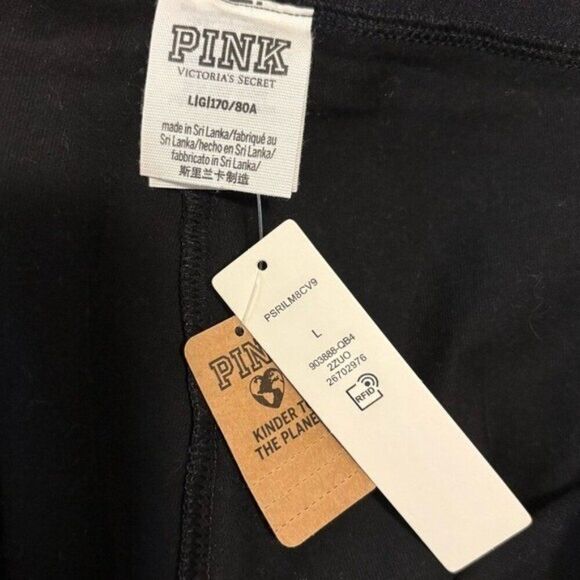 PINK
VICTORIA'S SECRET
L|G|170/80A
made in Sri Lanka/fabriqué au
Sri Lanka/hecho en Sri Lanka/
fabbricato in Sri Lanka/
斯里兰卡制造
PSRILM8CV9
L
903888-QB4
2ZUO
26702976
RFID
PINK
KINDER T
THE PLANE